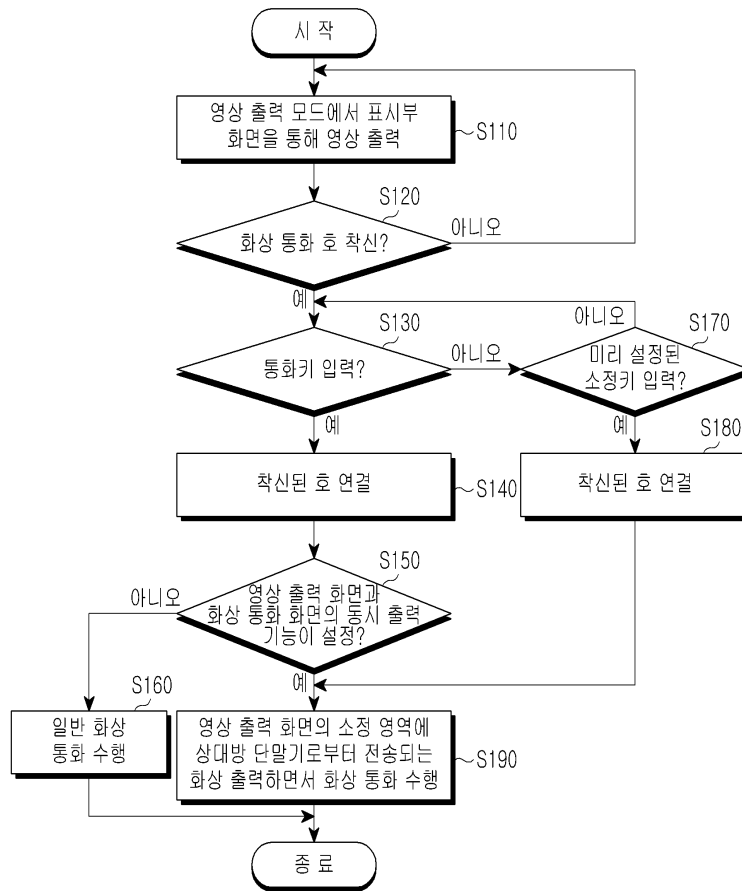 시 작
영상 출력 모드에서 표시부
화면을 통해 영상 출력
S110
S120
화상 통화 호 착신?
아니오
예
S130
통화키 입력?
아니오
아니오
S170
미리 설정된
소정키 입력?
예
예
S180
착신된 호 연결
S140
착신된 호 연결
S150
아니오
영상 출력 화면과
화상 통화 화면의 동시 출력
기능이 설정?
예
S160
일반 화상
통화 수행
영상 출력 화면의 소정 영역에
상대방 단말기로부터 전송되는
화상 출력하면서 화상 통화 수행
S190
종 료